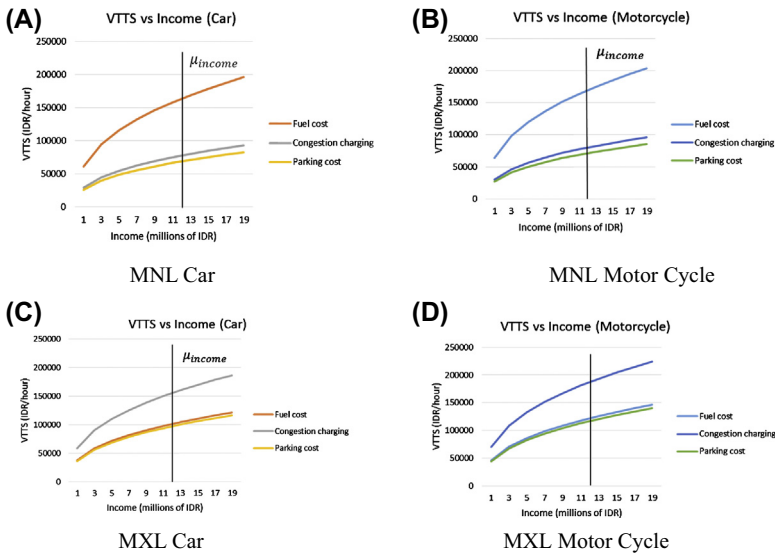 (A)
VTTS vs Income (Car)
VTTS (IDR/hour)
250000
200000
150000
100000
50000
0
μincome
Fuel cost
Congestion charging
Parking cost
1 3 5 7 9 11 13 15 17 19
Income (millions of IDR)
MNL Car
(B)
VTTS vs Income (Motorcycle)
VTTS (IDR/hour)
250000
200000
150000
100000
50000
0
μincome
Fuel cost
Congestion charging
Parking cost
1 3 5 7 9 11 13 15 17 19
Income (millions of IDR)
MNL Motor Cycle
(C)
VTTS vs Income (Car)
VTTS (IDR/hour)
250000
200000
150000
100000
50000
0
μincome
Fuel cost
Congestion charging
Parking cost
1 3 5 7 9 11 13 15 17 19
Income (millions of IDR)
MXL Car
(D)
VTTS vs Income (Motorcycle)
VTTS (IDR/hour)
250000
200000
150000
100000
50000
0
Fuel cost
Congestion charging
Parking cost
1 3 5 7 9 11 13 15 17 19
Income (millions of IDR)
MXL Motor Cycle